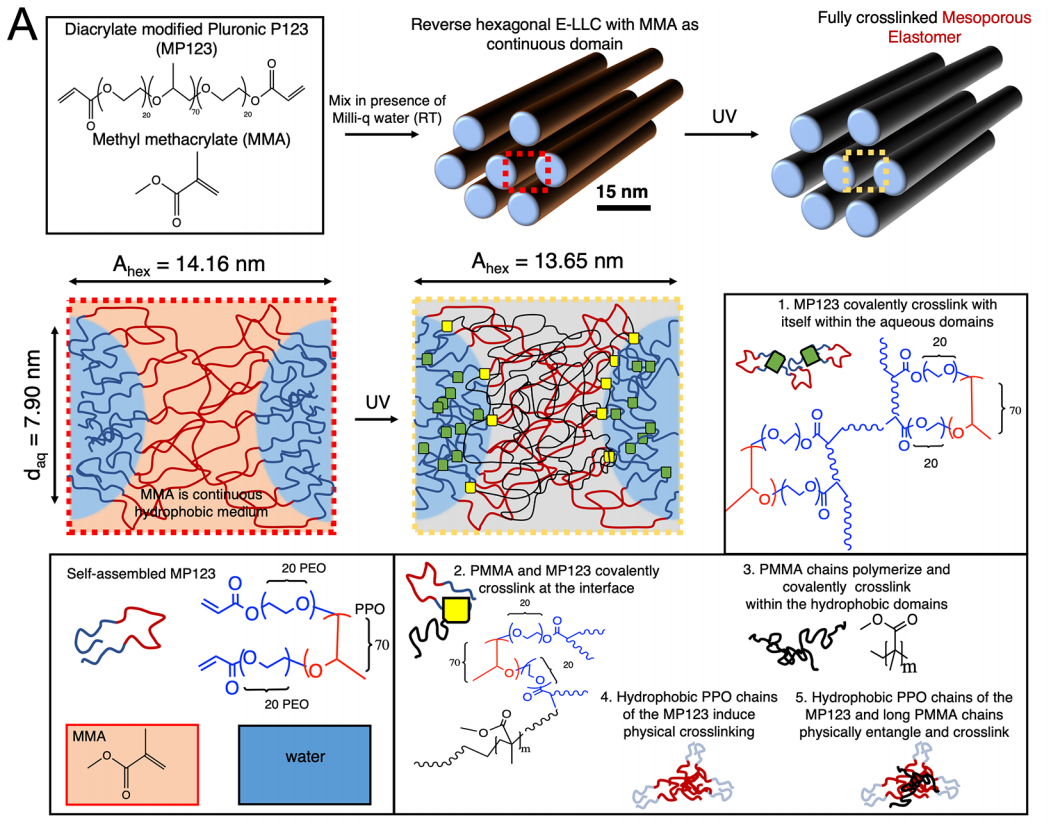 A
Diacrylate modified Pluronic P123
(MP123)
O
O
O
O
O
O
20
70
20
Methyl methacrylate (MMA)
O
O
Mix in presence of
Milli-q water (RT)
Reverse hexagonal E-LLC with MMA as
continuous domain
15 nm
UV
Fully crosslinked Mesoporous
Elastomer
Ahex = 14.16 nm
daq = 7.90 nm
MMA is continuous
hydrophobic medium
UV
Ahex = 13.65 nm
1. MP123 covalently crosslink with
itself within the aqueous domains
20
O
O
O
O
O
O
70
20
O
O
O
O
O
O
Self-assembled MP123
20 PEO
O
O
O
PPO
70
O
O
O
20 PEO
MMA
O
O
water
2. PMMA and MP123 covalently
crosslink at the interface
20
O
O
O
70
O
O
O
20
O
O
m
3. PMMA chains polymerize and
covalently crosslink
within the hydrophobic domains
O
O
m
4. Hydrophobic PPO chains
of the MP123 induce
physical crosslinking
5. Hydrophobic PPO chains of the
MP123 and long PMMA chains
physically entangle and crosslink